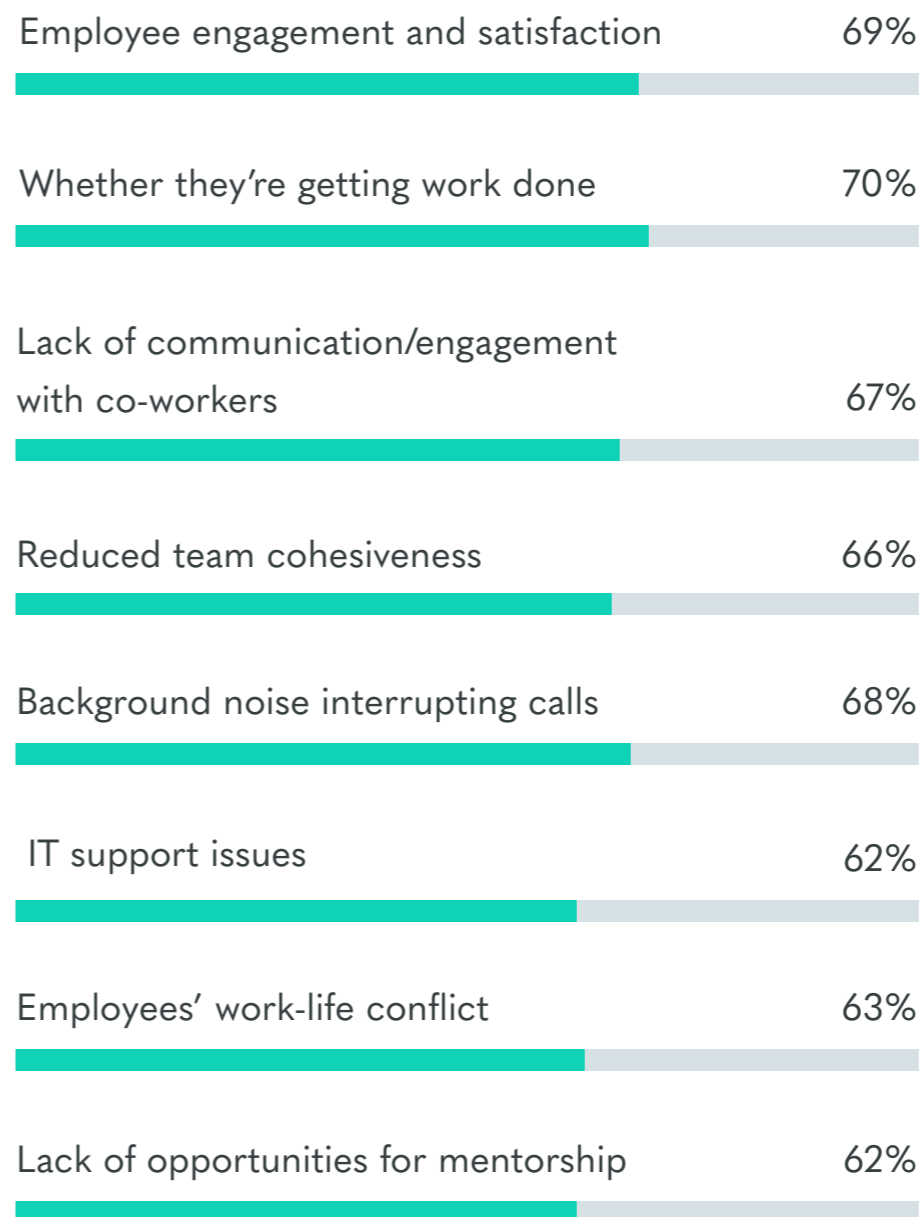 Employee engagement and satisfaction 69%
Whether they’re getting work done 70%
Lack of communication/engagement
with co-workers 67%
Reduced team cohesiveness 66%
Background noise interrupting calls 68%
IT support issues 62%
Employees’ work-life conflict 63%
Lack of opportunities for mentorship 62%